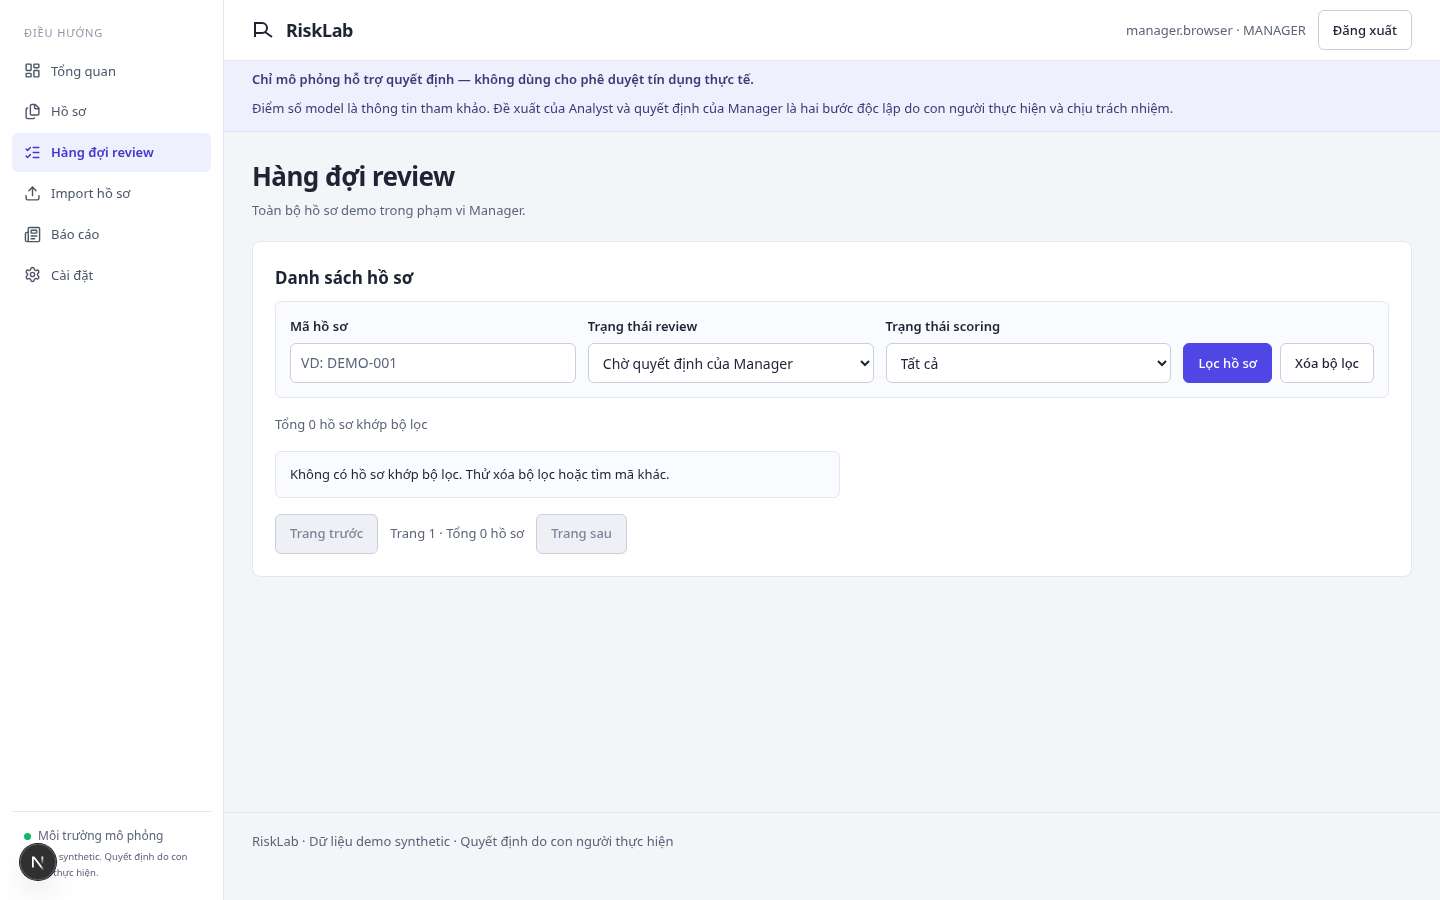 ĐIỀU HƯỚNG
Tổng quan
Hồ sơ
Hàng đợi review
Import hồ sơ
Báo cáo
Cài đặt
Môi trường mô phỏng
synthetic. Quyết định do con
thực hiện.
RiskLab
manager.browser · MANAGER
Đăng xuất
Chỉ mô phỏng hỗ trợ quyết định — không dùng cho phê duyệt tín dụng thực tế.
Điểm số model là thông tin tham khảo. Đề xuất của Analyst và quyết định của Manager là hai bước độc lập do con người thực hiện và chịu trách nhiệm.
Hàng đợi review
Toàn bộ hồ sơ demo trong phạm vi Manager.
Danh sách hồ sơ
Mã hồ sơ
Trạng thái review
Trạng thái scoring
VD: DEMO-001
Chờ quyết định của Manager
Tất cả
Lọc hồ sơ
Xóa bộ lọc
Tổng 0 hồ sơ khớp bộ lọc
Không có hồ sơ khớp bộ lọc. Thử xóa bộ lọc hoặc tìm mã khác.
Trang trước
Trang 1 · Tổng 0 hồ sơ
Trang sau
RiskLab · Dữ liệu demo synthetic · Quyết định do con người thực hiện